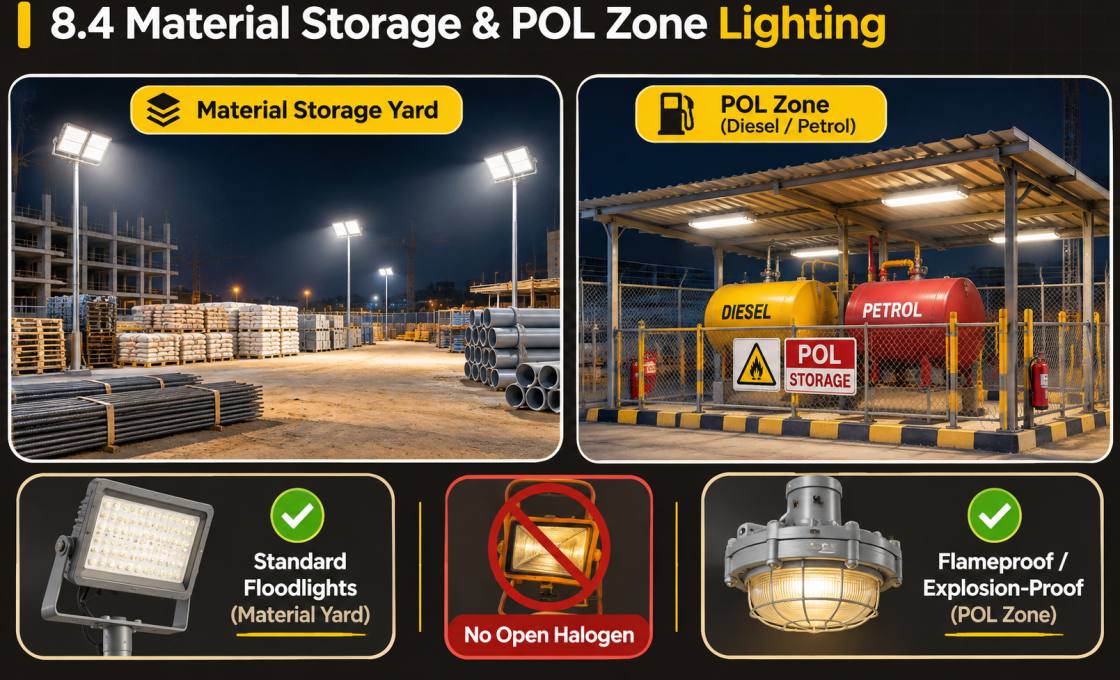 8.4 Material Storage & POL Zone Lighting
Material Storage Yard
POL Zone
(Diesel / Petrol)
DIESEL
PETROL
POL
STORAGE
Standard
Floodlights
(Material Yard)
No Open Halogen
Flameproof /
Explosion-Proof
(POL Zone)